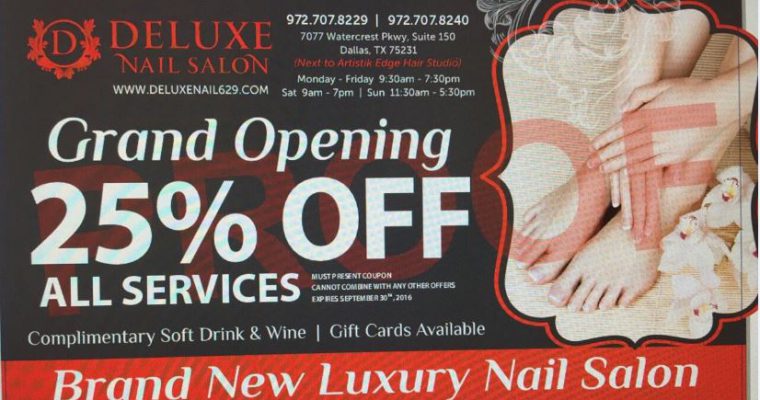 D
DELUXE
NAIL SALON
WWW.DELUXENAIL629.COM
972.707.8229 | 972.707.8240
7077 Watercrest Pkwy, Suite 150
Dallas, TX 75231
(Next to Artistik Edge Hair Studio)
Monday - Friday 9:30am - 7:30pm
Sat 9am - 7pm | Sun 11:30am - 5:30pm
Grand Opening
25% OFF
ALL SERVICES
MUST PRESENT COUPON
CANNOT COMBINE WITH ANY OTHER OFFERS
EXPIRES SEPTEMBER 30TH, 2016
Complimentary Soft Drink & Wine | Gift Cards Available
Brand New Luxury Nail Salon
PROOF